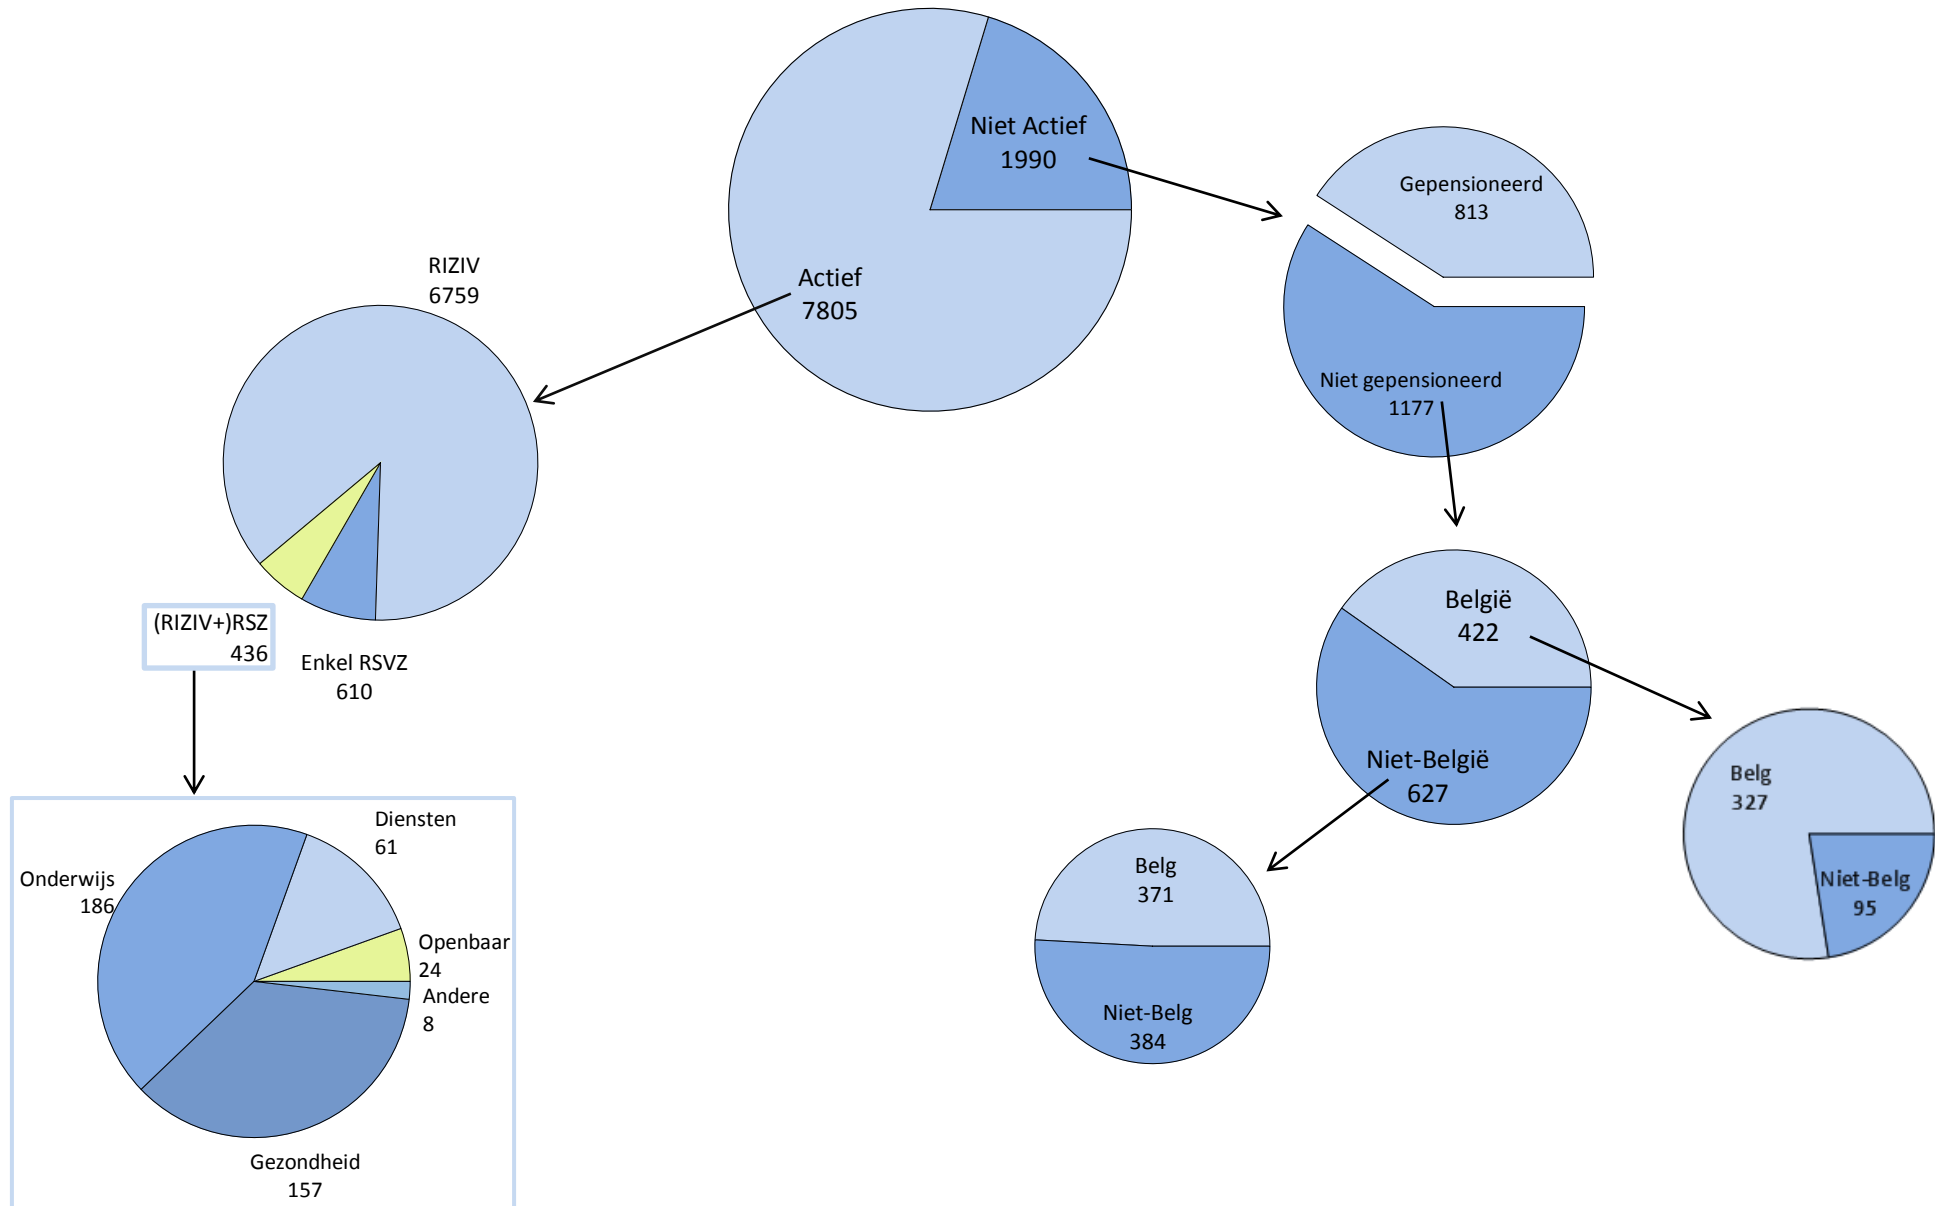 Niet Actief
1990
Actief
7805
Gepensioneerd
813
Niet gepensioneerd
1177
RIZIV
6759
(RIZIV+)RSZ
436
Enkel RSVZ
610
België
422
Niet-België
627
Belg
327
Niet-Belg
95
Belg
371
Niet-Belg
384
Diensten
61
Onderwijs
186
Openbaar
24
Andere
8
Gezondheid
157